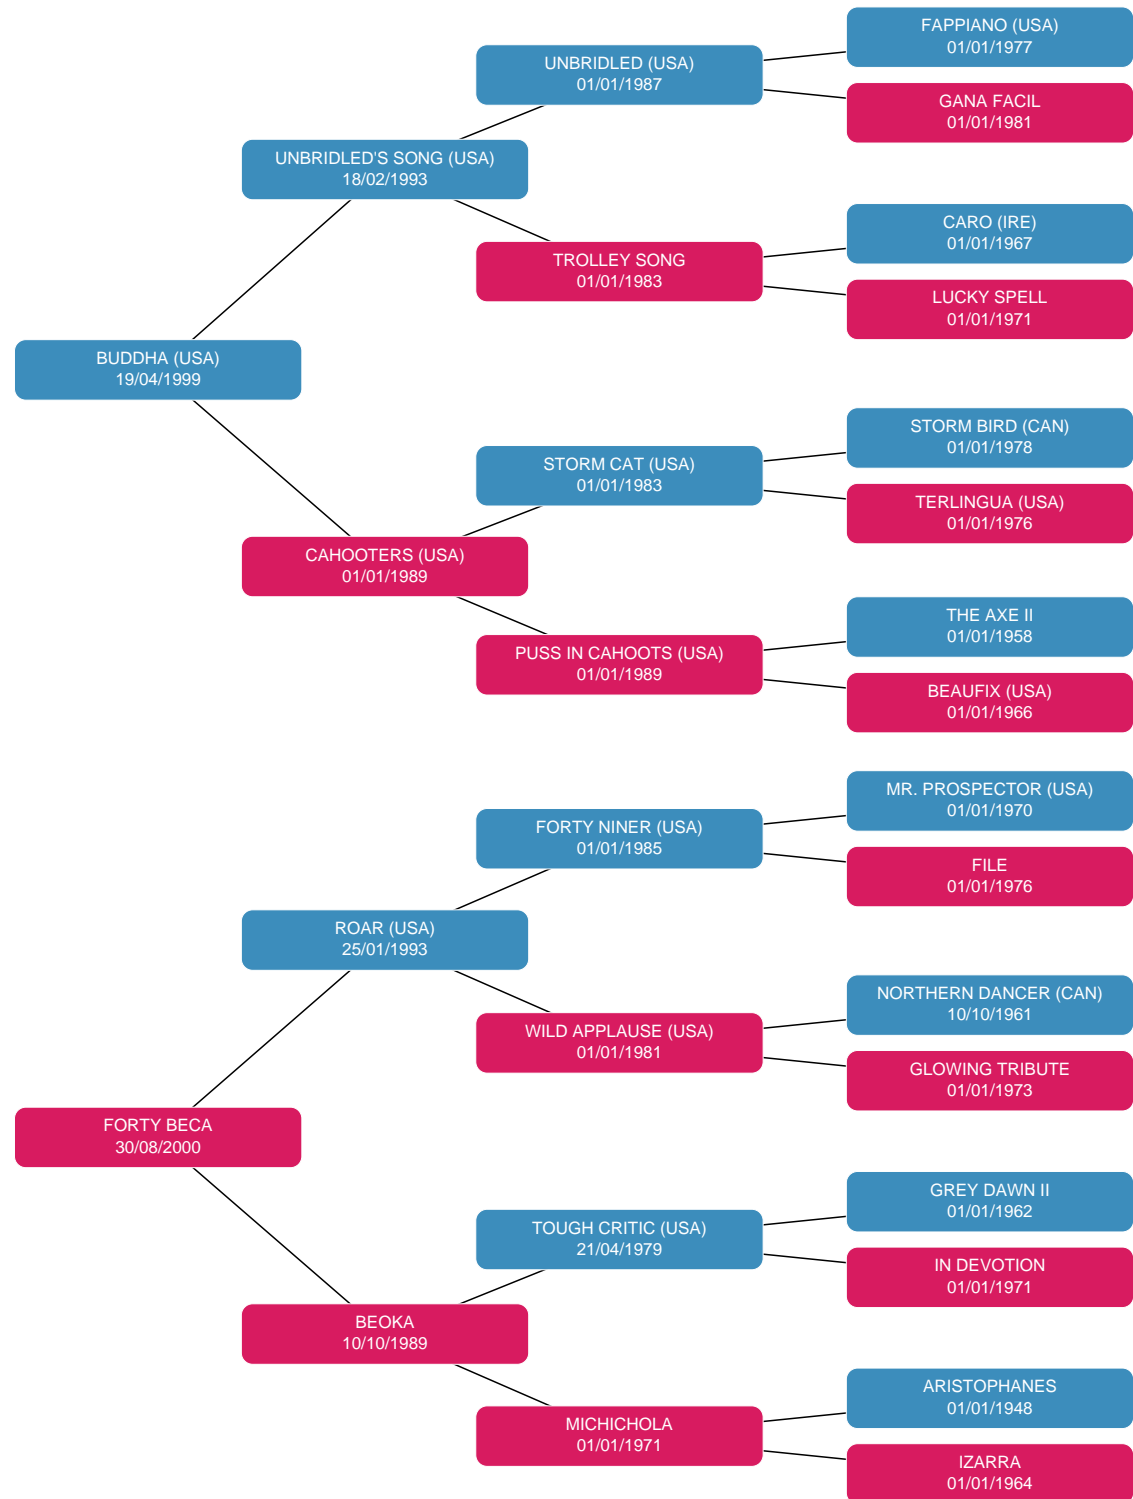 FAPPIANO (USA)
01/01/1977
UNBRIDLED (USA)
01/01/1987
GANA FACIL
01/01/1981
UNBRIDLED'S SONG (USA)
18/02/1993
CARO (IRE)
01/01/1967
TROLLEY SONG
01/01/1983
LUCKY SPELL
01/01/1971
BUDDHA (USA)
19/04/1999
STORM BIRD (CAN)
01/01/1978
STORM CAT (USA)
01/01/1983
TERLINGUA (USA)
01/01/1976
CAHOOTERS (USA)
01/01/1989
THE AXE II
01/01/1958
PUSS IN CAHOOTS (USA)
01/01/1989
BEAUFIX (USA)
01/01/1966
MR. PROSPECTOR (USA)
01/01/1970
FORTY NINER (USA)
01/01/1985
FILE
01/01/1976
ROAR (USA)
25/01/1993
NORTHERN DANCER (CAN)
10/10/1961
WILD APPLAUSE (USA)
01/01/1981
GLOWING TRIBUTE
01/01/1973
FORTY BECA
30/08/2000
GREY DAWN II
01/01/1962
TOUGH CRITIC (USA)
21/04/1979
IN DEVOTION
01/01/1971
BEOKA
10/10/1989
ARISTOPHANES
01/01/1948
MICHICHOLA
01/01/1971
IZARRA
01/01/1964